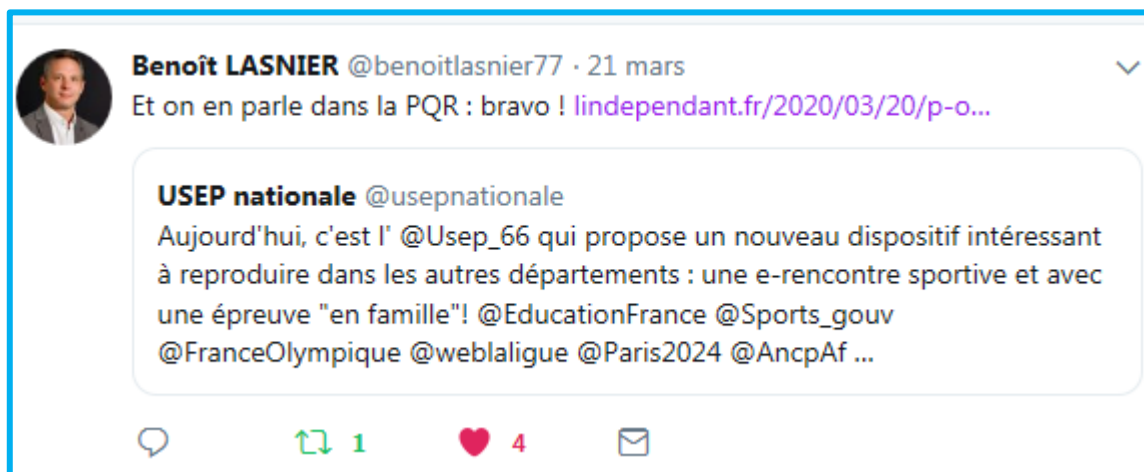 Benoît LASNIER @benoitlasnier77 · 21 mars
Et on en parle dans la PQR : bravo ! lindependant.fr/2020/03/20/p-o...
USEP nationale @usepnationale
Aujourd'hui, c'est l' @Usep_66 qui propose un nouveau dispositif intéressant
à reproduire dans les autres départements : une e-rencontre sportive et avec
une épreuve "en famille"! @EducationFrance @Sports_gouv
@FranceOlympique @weblaligue @Paris2024 @AncpAf ...
1 4